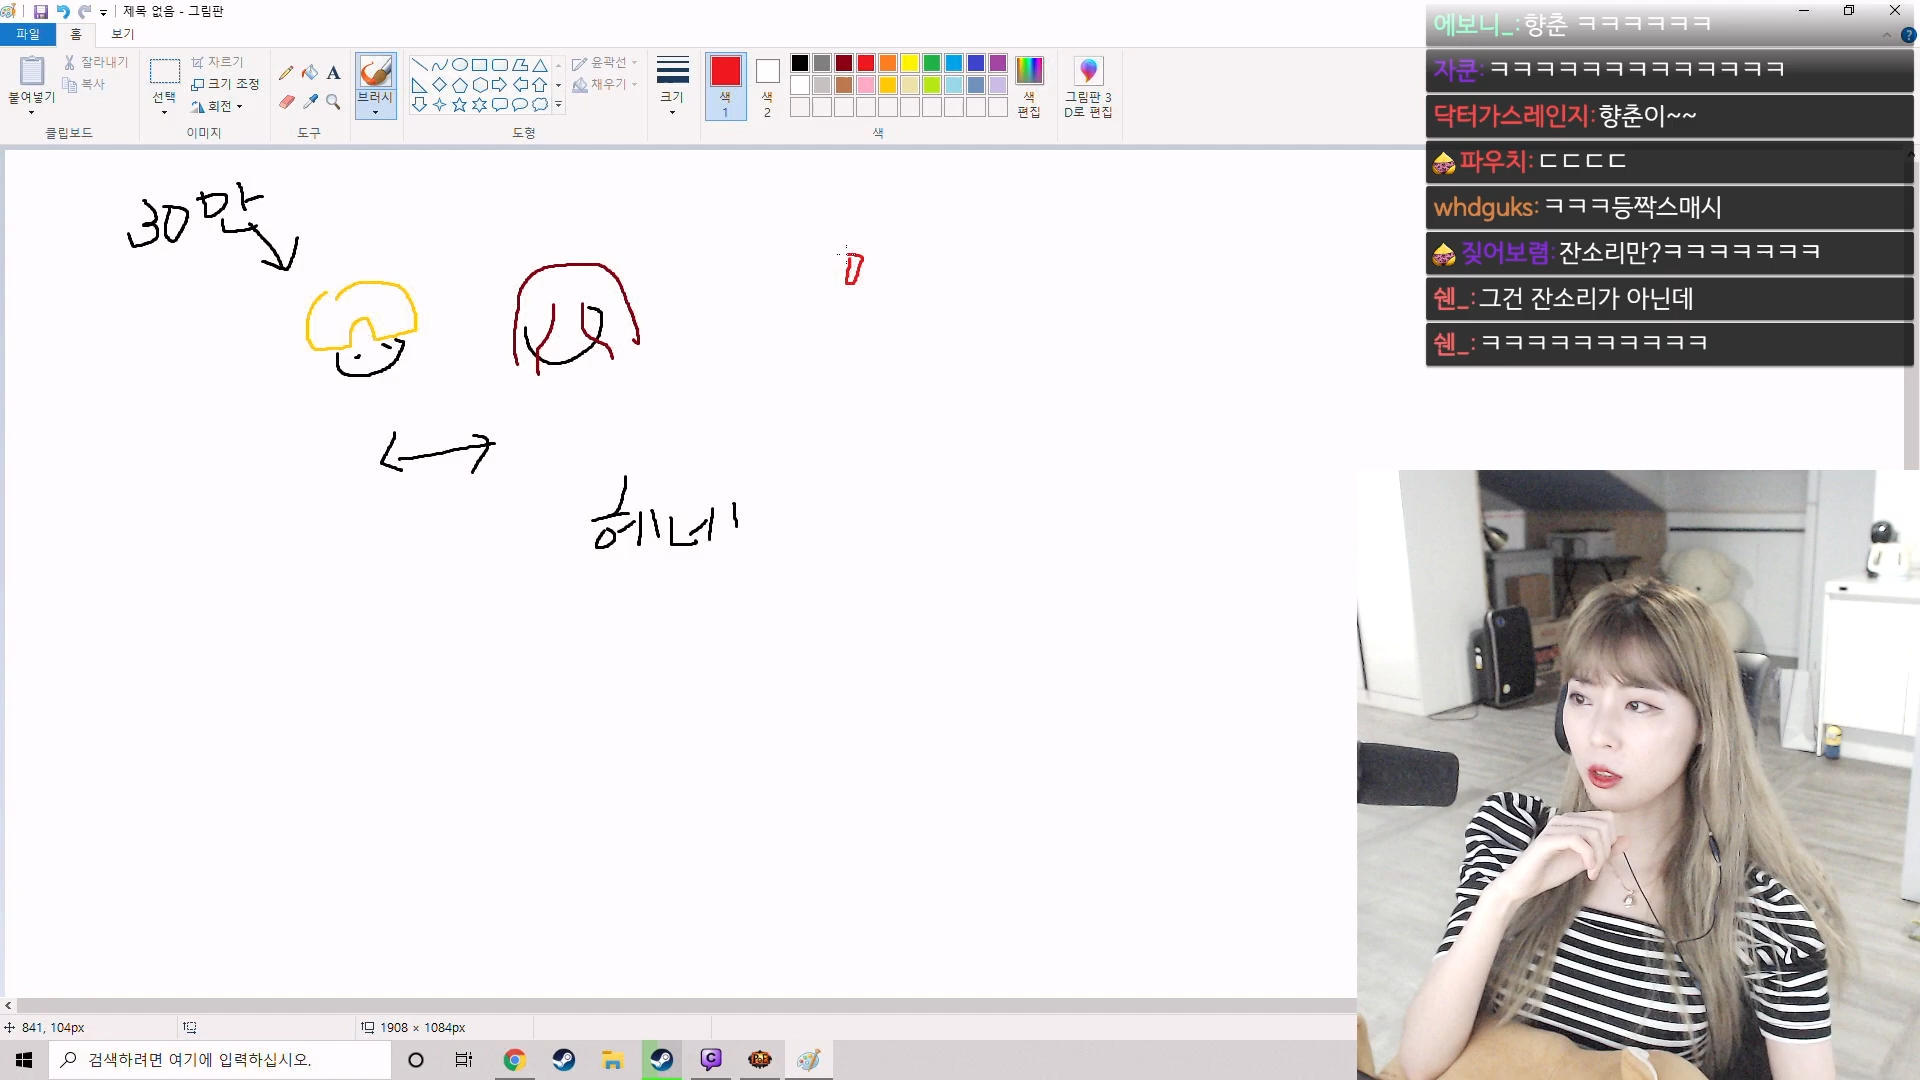 제목 없음 - 그림판
파일 홈 보기
붙여넣기
잘라내기
복사
클립보드
선택
자르기
크기 조정
회전
이미지
도구
브러시
윤곽선
채우기
도형
크기
색
1
색
2
색
편집
색
그림판 3
D로 편집
에보니_:향춘 ㅋㅋㅋㅋㅋㅋ
자쿤:ㅋㅋㅋㅋㅋㅋㅋㅋㅋㅋㅋㅋㅋ
닥터가스레인지:향춘이~~
파우치:ㄷㄷㄷㄷ
whdguks:ㅋㅋㅋ등짝스매시
짖어보렴:잔소리만?ㅋㅋㅋㅋㅋㅋㅋ
쉔_:그건 잔소리가 아닌데
쉔_:ㅋㅋㅋㅋㅋㅋㅋㅋㅋㅋ
30만
헤네
841, 104px
1908 × 1084px
검색하려면 여기에 입력하십시오.